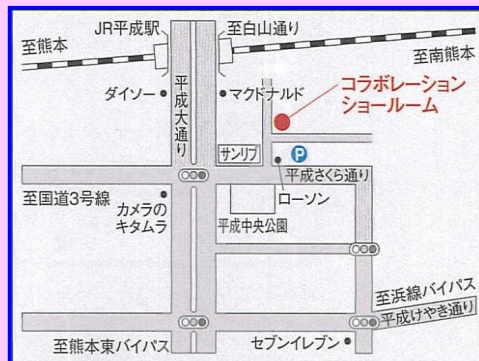 JR平成駅
至白山通り
至熊本
至南熊本
ダイソー
平成大通り
マクドナルド
コラボレーション
ショールーム
サンリブ
P
平成さくら通り
至国道3号線
ローソン
カメラの
キタムラ
平成中央公園
至浜線バイパス
平成けやき通り
至熊本東バイパス
セブンイレブン